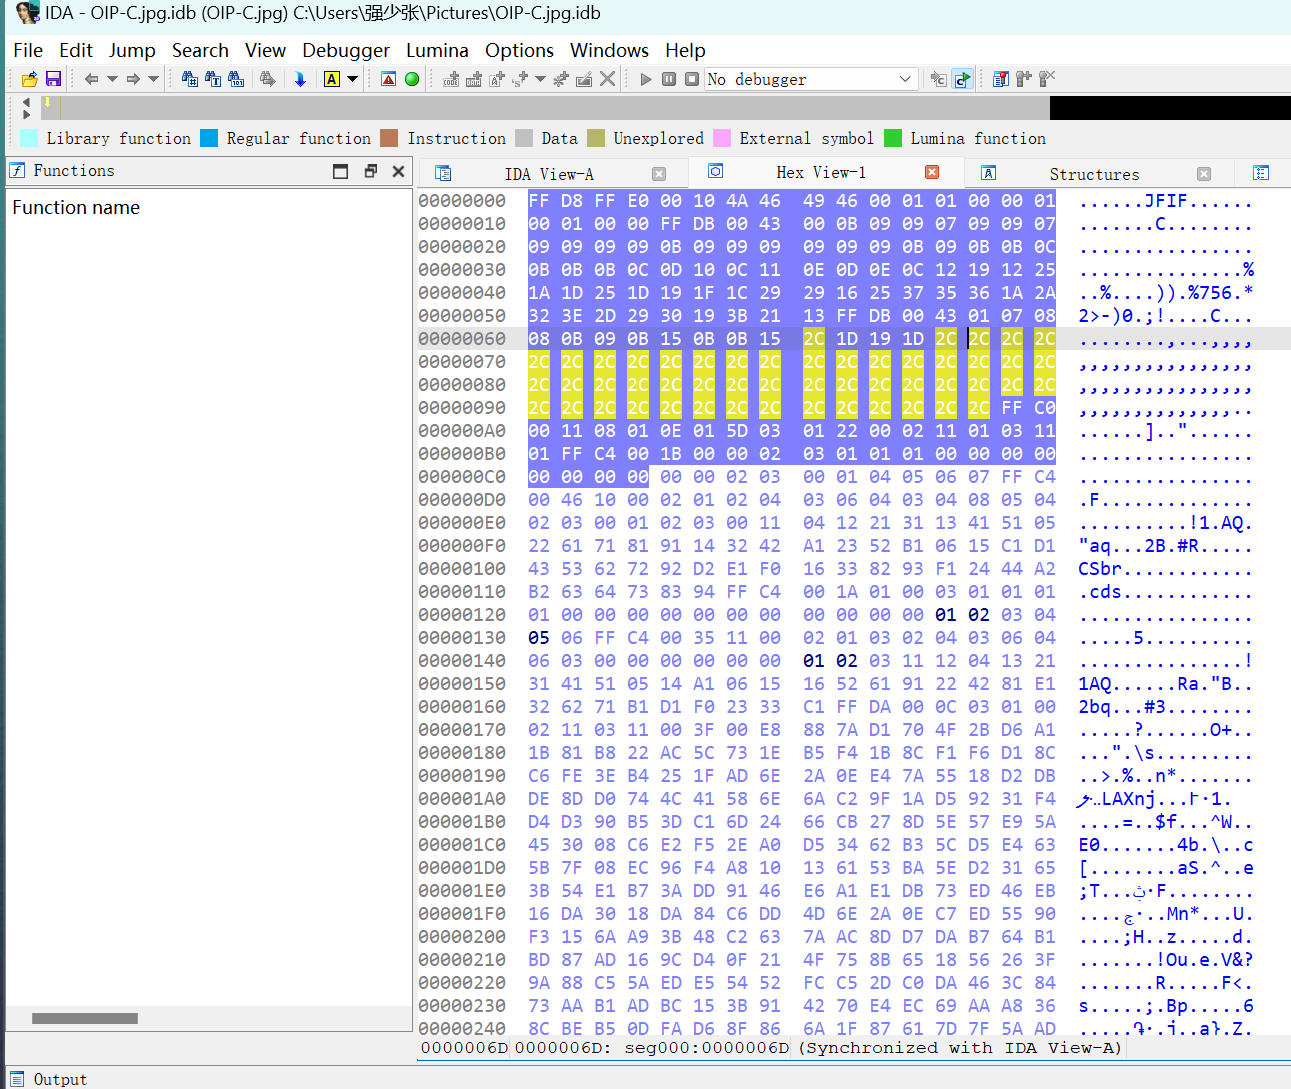 IDA - OIP-C.jpg.idb (OIP-C.jpg) C:\Users\强少张\Pictures\OIP-C.jpg.idb
File Edit Jump Search View Debugger Lumina Options Windows Help
No debugger
Library function Regular function Instruction Data Unexplored External symbol Lumina function
Functions
IDA View-A Hex View-1 Structures
Function name
00000000 FF D8 FF E0 00 10 4A 46 49 46 00 01 01 00 00 01 ......JFIF......
00000010 00 01 00 00 FF DB 00 43 00 0B 09 09 07 09 09 07 .......C........
00000020 09 09 09 09 0B 09 09 09 09 09 09 0B 09 0B 0B 0C ................
00000030 0B 0B 0B 0C 0D 10 0C 11 0E 0D 0E 0C 12 19 12 25 ...............%
00000040 1A 1D 25 1D 19 1F 1C 29 29 16 25 37 35 36 1A 2A ..%....)).%756.*
00000050 32 3E 2D 29 30 19 3B 21 13 FF DB 00 43 01 07 08 2>-)0.;!....C...
00000060 08 0B 09 0B 15 0B 0B 15 2C 1D 19 1D 2C 2C 2C 2C ........,...,,,,
00000070 2C 2C 2C 2C 2C 2C 2C 2C 2C 2C 2C 2C 2C 2C 2C 2C ,,,,,,,,,,,,,,,,
00000080 2C 2C 2C 2C 2C 2C 2C 2C 2C 2C 2C 2C 2C 2C 2C 2C ,,,,,,,,,,,,,,,,
00000090 2C 2C 2C 2C 2C 2C 2C 2C 2C 2C 2C 2C 2C 2C FF C0 ,,,,,,,,,,,,,,..
000000A0 00 11 08 01 0E 01 5D 03 01 22 00 02 11 01 03 11 ......].."......
000000B0 01 FF C4 00 1B 00 00 02 03 01 01 01 00 00 00 00 ................
000000C0 00 00 00 00 00 00 02 03 00 01 04 05 06 07 FF C4 ................
000000D0 00 46 10 00 02 01 02 04 03 06 04 03 04 08 05 04 .F..............
000000E0 02 03 00 01 02 03 00 11 04 12 21 31 13 41 51 05 ..........!1.AQ.
000000F0 22 61 71 81 91 14 32 42 A1 23 52 B1 06 15 C1 D1 "aq...2B.#R.....
00000100 43 53 62 72 92 D2 E1 F0 16 33 82 93 F1 24 44 A2 CSbr............
00000110 B2 63 64 73 83 94 FF C4 00 1A 01 00 03 01 01 01 .cds............
00000120 01 00 00 00 00 00 00 00 00 00 00 00 01 02 03 04 ................
00000130 05 06 FF C4 00 35 11 00 02 01 03 02 04 03 06 04 .....5..........
00000140 06 03 00 00 00 00 00 00 01 02 03 11 12 04 13 21 ...............!
00000150 31 41 51 05 14 A1 06 15 16 52 61 91 22 42 81 E1 1AQ......Ra."B..
00000160 32 62 71 B1 D1 F0 23 33 C1 FF DA 00 0C 03 01 00 2bq...#3........
00000170 02 11 03 11 00 3F 00 E8 88 7A D1 70 4F 2B D6 A1 .....?......O+..
00000180 1B 81 B8 22 AC 5C 73 1E B5 F4 1B 8C F1 F6 D1 8C ...".\s.........
00000190 C6 FE 3E B4 25 1F AD 6E 2A 0E E4 7A 55 18 D2 DB ..>.%..n*.......
000001A0 DE 8D D0 74 4C 41 58 6E 6A C2 9F 1A D5 92 31 F4
000001B0 D4 D3 90 B5 3D C1 6D 24 66 CB 27 8D 5E 57 E9 5A ....=..$f...^W..
000001C0 45 30 08 C6 E2 F5 2E A0 D5 34 62 B3 5C D5 E4 63 E0.......4b.\..c
000001D0 5B 7F 08 EC 96 F4 A8 10 13 61 53 BA 5E D2 31 65 [........aS.^..e
000001E0 3B 54 E1 B7 3A DD 91 46 E6 A1 E1 DB 73 ED 46 EB
000001F0 16 DA 30 18 DA 84 C6 DD 4D 6E 2A 0E C7 ED 55 90
00000200 F3 15 6A A9 3B 48 C2 63 7A AC 8D D7 DA B7 64 B1 ....;H..z.....d.
00000210 BD 87 AD 16 9C D4 0F 21 4F 75 8B 65 18 56 26 3F .......!Ou.e.V&?
00000220 9A 88 C5 5A ED E5 54 52 FC C5 2D C0 DA 46 3C 84 .......R.....F<.
00000230 73 AA B1 AD BC 15 3B 91 42 70 E4 EC 69 AA A8 36 s.....;.Bp.....6
00000240 8C BE B5 0D FA D6 8F 86 6A 1F 87 61 7D 7F 5A AD
0000006D 0000006D: seg000:0000006D (Synchronized with IDA View-A)
Output